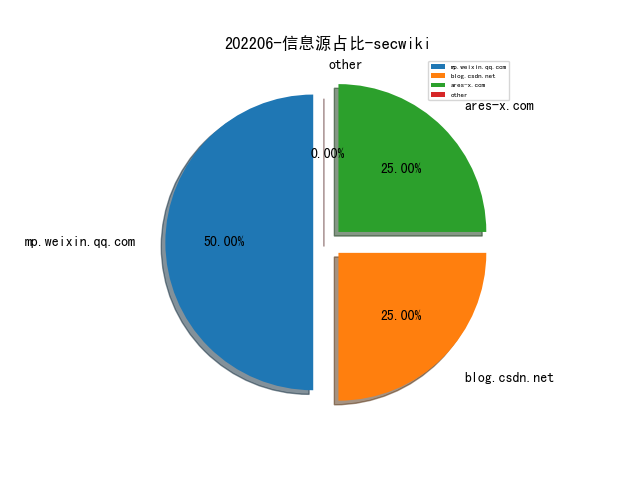 202206-信息源占比-secwiki
other
mp.weixin.qq.com
blog.csdn.net
ares-x.com
other
ares-x.com
0.00%
25.00%
mp.weixin.qq.com
50.00%
25.00%
blog.csdn.net